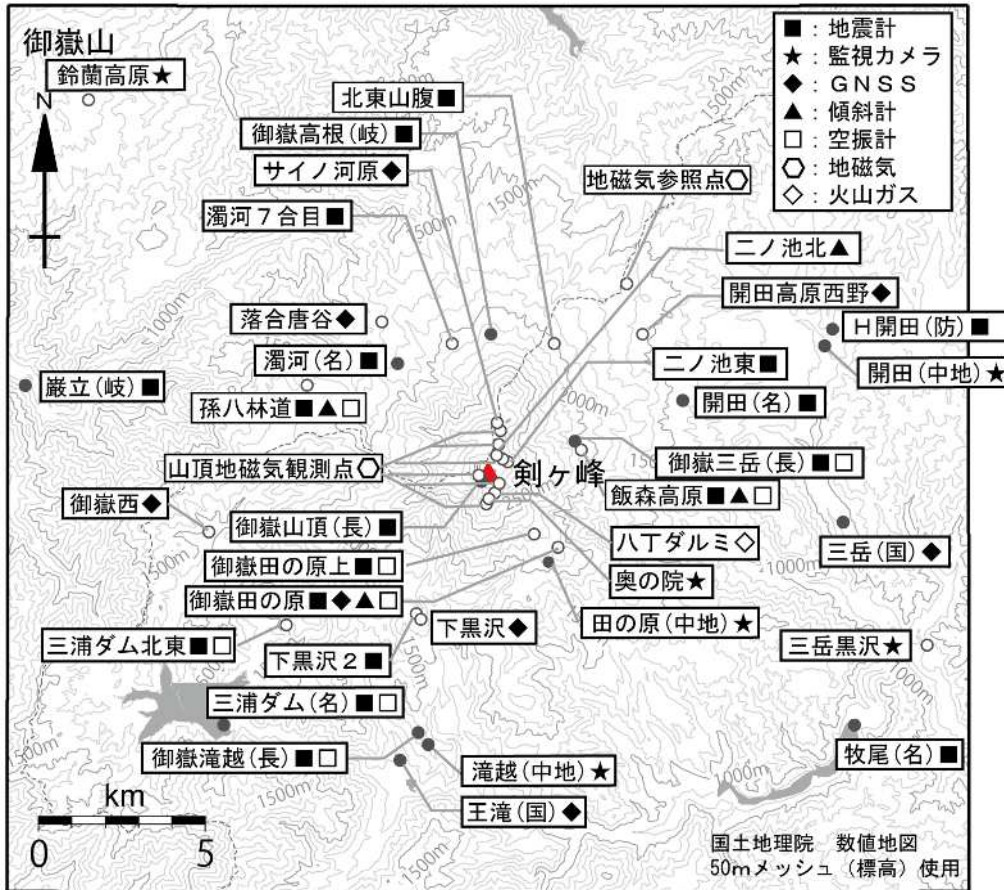 御嶽山
鈴蘭高原★
N
■：地震計
★：監視カメラ
◆：ＧＮＳＳ
▲：傾斜計
□：空振計
⬡：地磁気
◇：火山ガス
北東山腹■
御嶽高根(岐)■
サイノ河原◆
濁河７合目■
地磁気参照点⬡
二ノ池北▲
開田高原西野◆
落合唐谷◆
H開田(防)■
濁河(名)■
二ノ池東■
開田(中地)★
巌立(岐)■
孫八林道■▲□
開田(名)■
山頂地磁気観測点⬡
剣ヶ峰
御嶽三岳(長)■□
御嶽西◆
飯森高原■▲□
御嶽山頂(長)■
八丁ダルミ◇
三岳(国)◆
御嶽田の原上■□
奥の院★
御嶽田の原■◆▲□
田の原(中地)★
三浦ダム北東■□
下黒沢◆
三岳黒沢★
下黒沢２■
三浦ダム(名)■□
御嶽滝越(長)■□
滝越(中地)★
牧尾(名)■
王滝(国)◆
km
0 5
国土地理院　数値地図
50mメッシュ（標高）使用
1500m
1500m
1500m
1000m
2000m
1500m
1500m
1000m
1500m
1000m
1500m
1500m
1000m
1500m